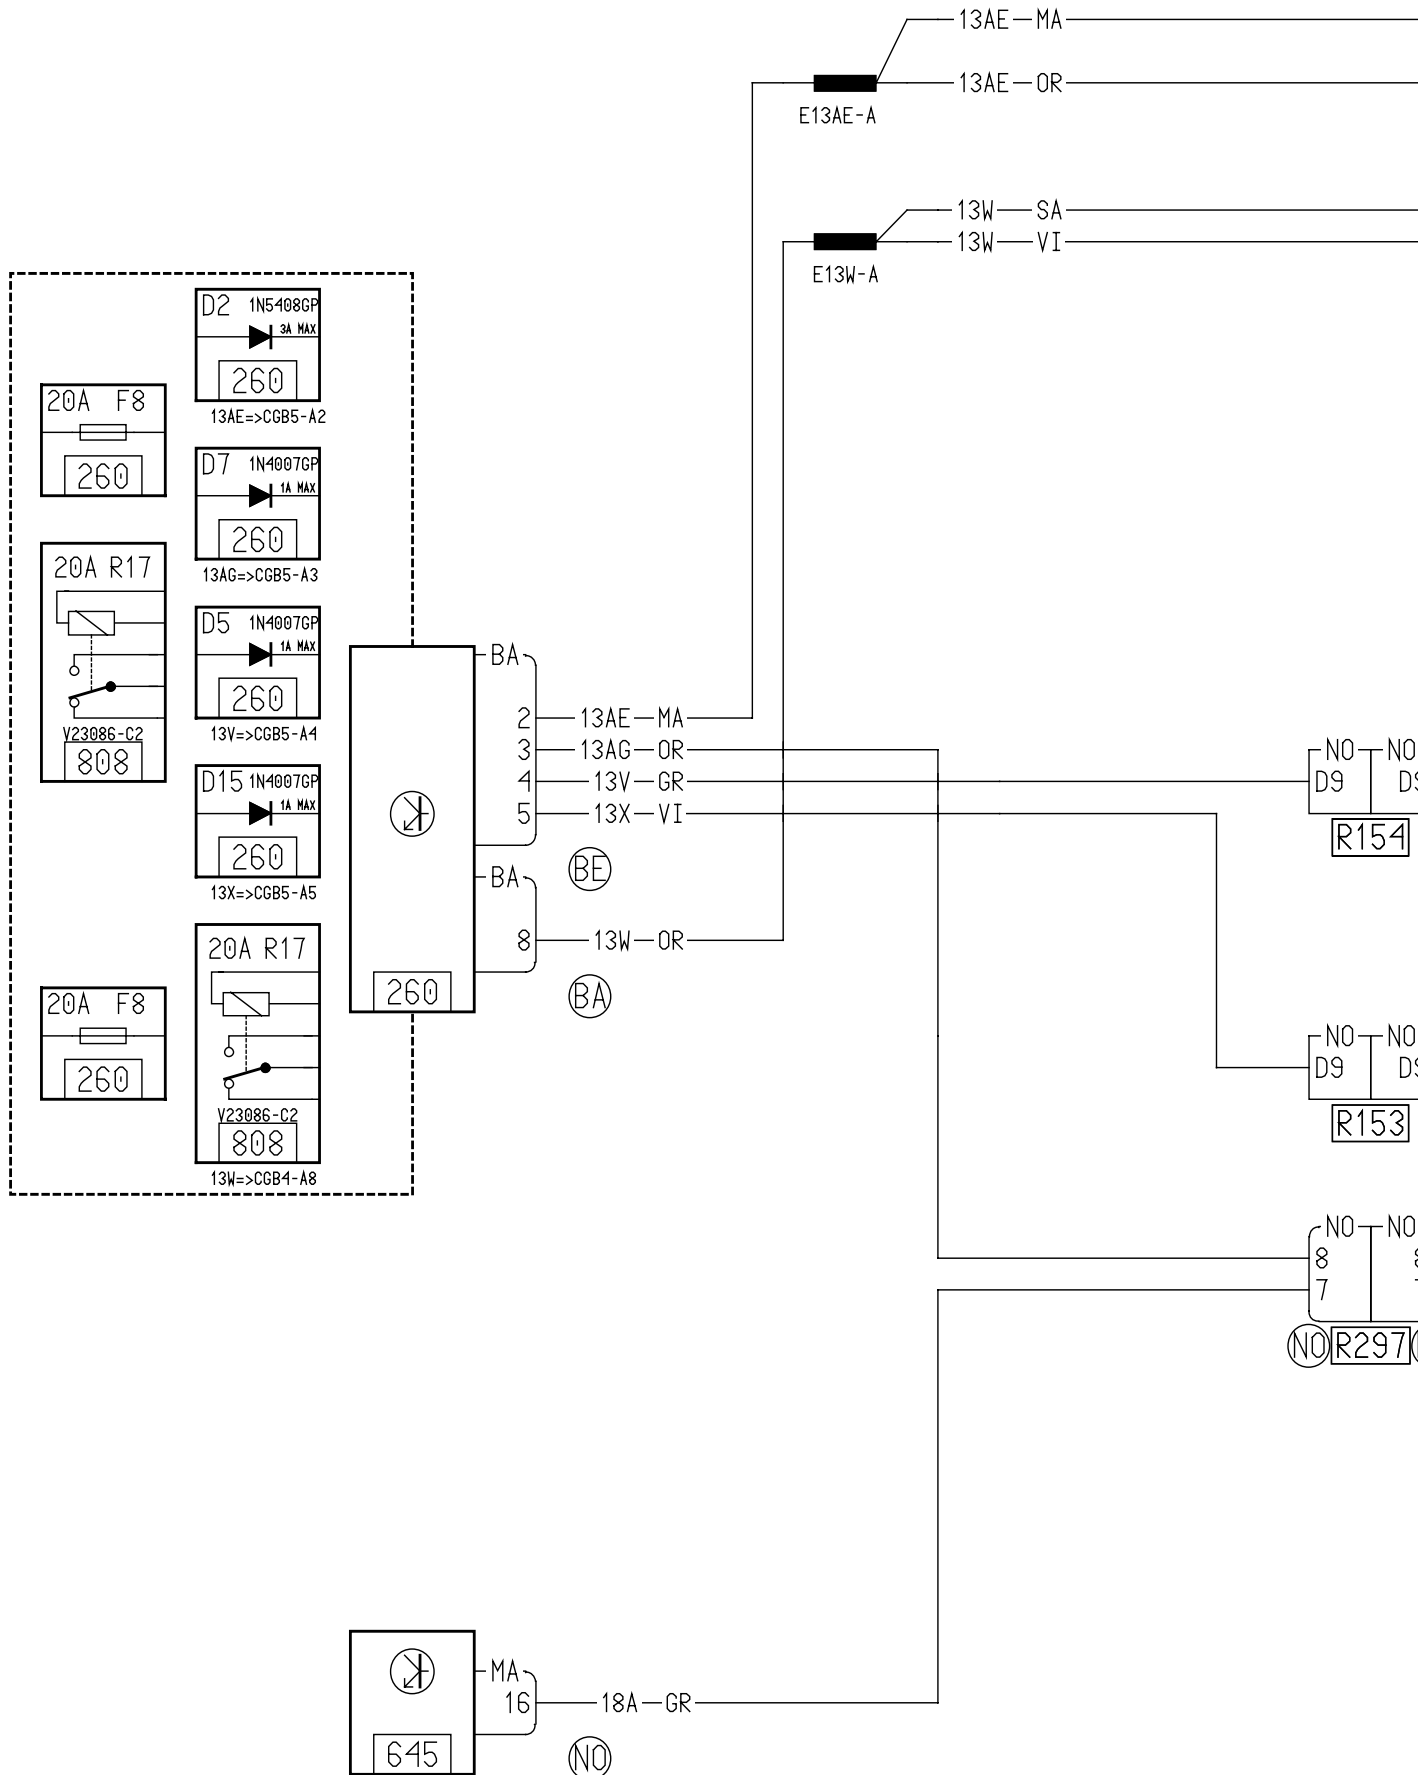 13AE MA
13AE OR
E13AE-A
13W SA
13W VI
E13W-A
D2 1N5408GP
3A MAX
260
13AE=>CGB5-A2
20A F8
260
D7 1N4007GP
1A MAX
260
13AG=>CGB5-A3
20A R17
V23086-C2
808
D5 1N4007GP
1A MAX
260
13V=>CGB5-A4
D15 1N4007GP
1A MAX
260
13X=>CGB5-A5
20A F8
260
20A R17
V23086-C2
808
13W=>CGB4-A8
BA
2 13AE MA
3 13AG OR
4 13V GR
5 13X VI
BE
BA
8 13W OR
BA
260
NO NO
D9 D9
R154
NO NO
D9 D9
R153
NO NO
8
7
NO R297
MA
16 18A GR
645
NO